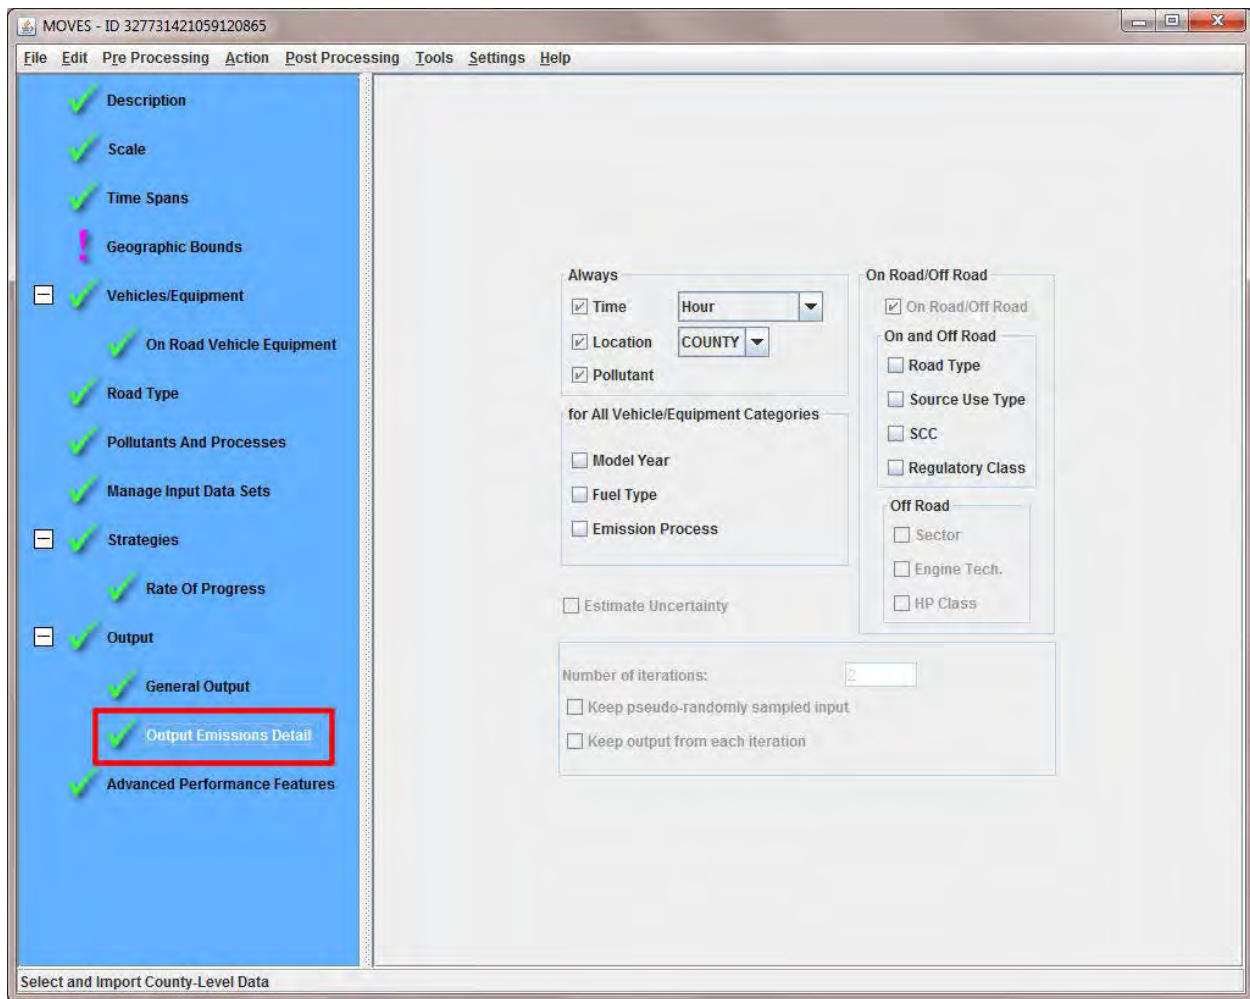 MOVES - ID 327731421059120865
File Edit Pre Processing Action Post Processing Tools Settings Help
Description
Scale
Time Spans
Geographic Bounds
Vehicles/Equipment
On Road Vehicle Equipment
Road Type
Pollutants And Processes
Manage Input Data Sets
Strategies
Rate Of Progress
Output
General Output
Output Emissions Detail
Advanced Performance Features
Always
Time Hour
Location COUNTY
Pollutant
for All Vehicle/Equipment Categories
Model Year
Fuel Type
Emission Process
On Road/Off Road
On Road/Off Road
On and Off Road
Road Type
Source Use Type
SCC
Regulatory Class
Off Road
Sector
Engine Tech.
HP Class
Estimate Uncertainty
Number of iterations: 2
Keep pseudo-randomly sampled input
Keep output from each iteration
Select and Import County-Level Data